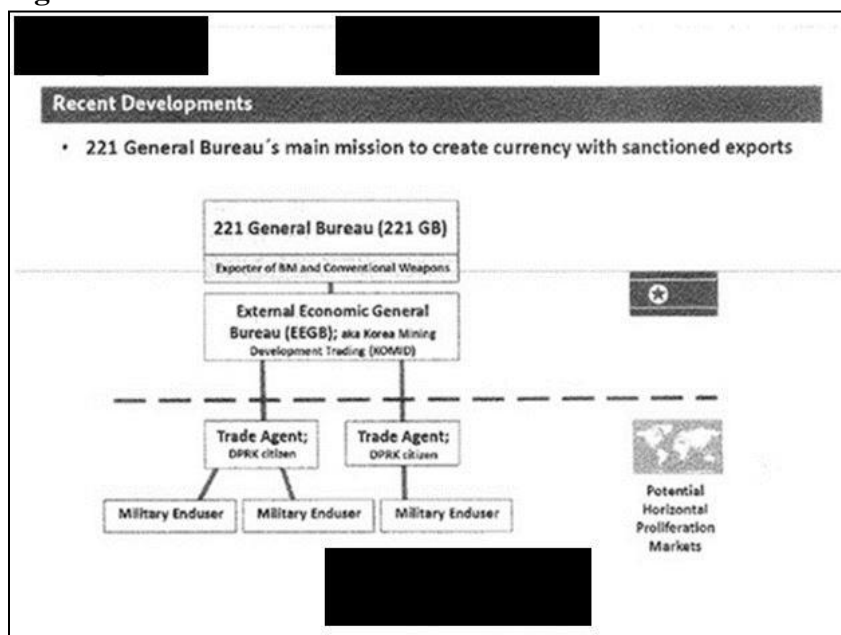 Recent Developments
• 221 General Bureau´s main mission to create currency with sanctioned exports
221 General Bureau (221 GB)
Exporter of BM and Conventional Weapons
External Economic General
Bureau (EEGB); aka Korea Mining
Development Trading (KOMID)
Trade Agent;
DPRK citizen
Trade Agent;
DPRK citizen
Military Enduser
Military Enduser
Military Enduser
Potential
Horizontal
Proliferation
Markets